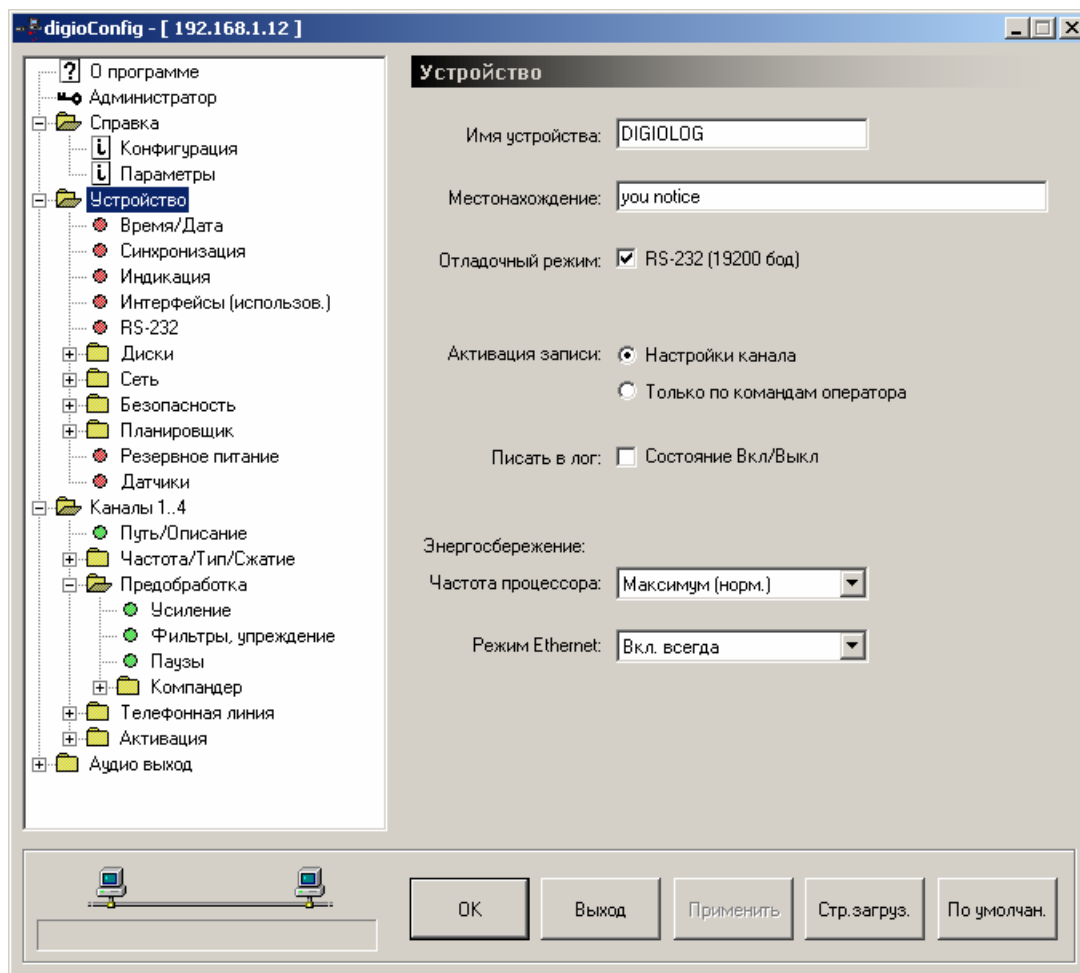 digioConfig - [ 192.168.1.12 ]
О программе
Администратор
Справка
Конфигурация
Параметры
Устройство
Время/Дата
Синхронизация
Индикация
Интерфейсы (использов.)
RS-232
Диски
Сеть
Безопасность
Планировщик
Резервное питание
Датчики
Каналы 1..4
Путь/Описание
Частота/Тип/Сжатие
Предобработка
Усиление
Фильтры, упреждение
Паузы
Компандер
Телефонная линия
Активация
Аудио выход
Устройство
Имя устройства: DIGIOLOG
Местонахождение: you notice
Отладочный режим: RS-232 (19200 бод)
Активация записи: Настройки канала
Только по командам оператора
Писать в лог: Состояние Вкл/Выкл
Энергосбережение:
Частота процессора: Максимум (норм.)
Режим Ethernet: Вкл. всегда
OK Выход Применить Стр.загруз. По умолчан.